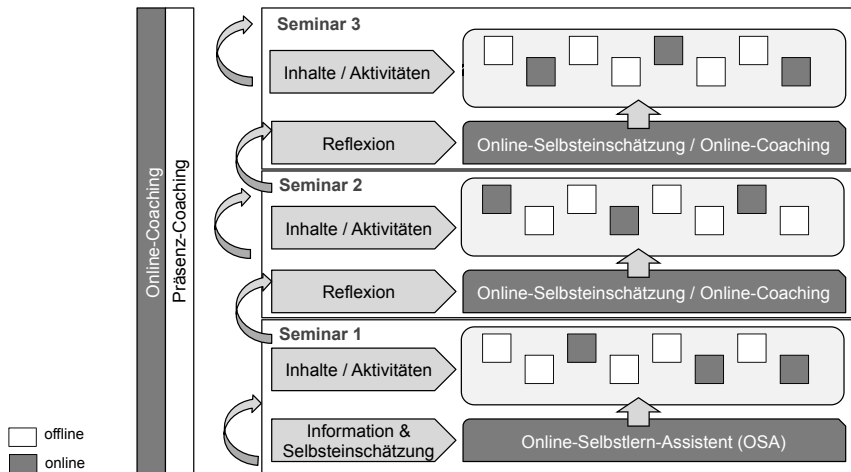 Online-Coaching
Präsenz-Coaching
Seminar 3
Inhalte / Aktivitäten
Reflexion
Online-Selbsteinschätzung / Online-Coaching
Seminar 2
Inhalte / Aktivitäten
Reflexion
Online-Selbsteinschätzung / Online-Coaching
Seminar 1
Inhalte / Aktivitäten
Information &
Selbsteinschätzung
Online-Selbstlern-Assistent (OSA)
offline
online